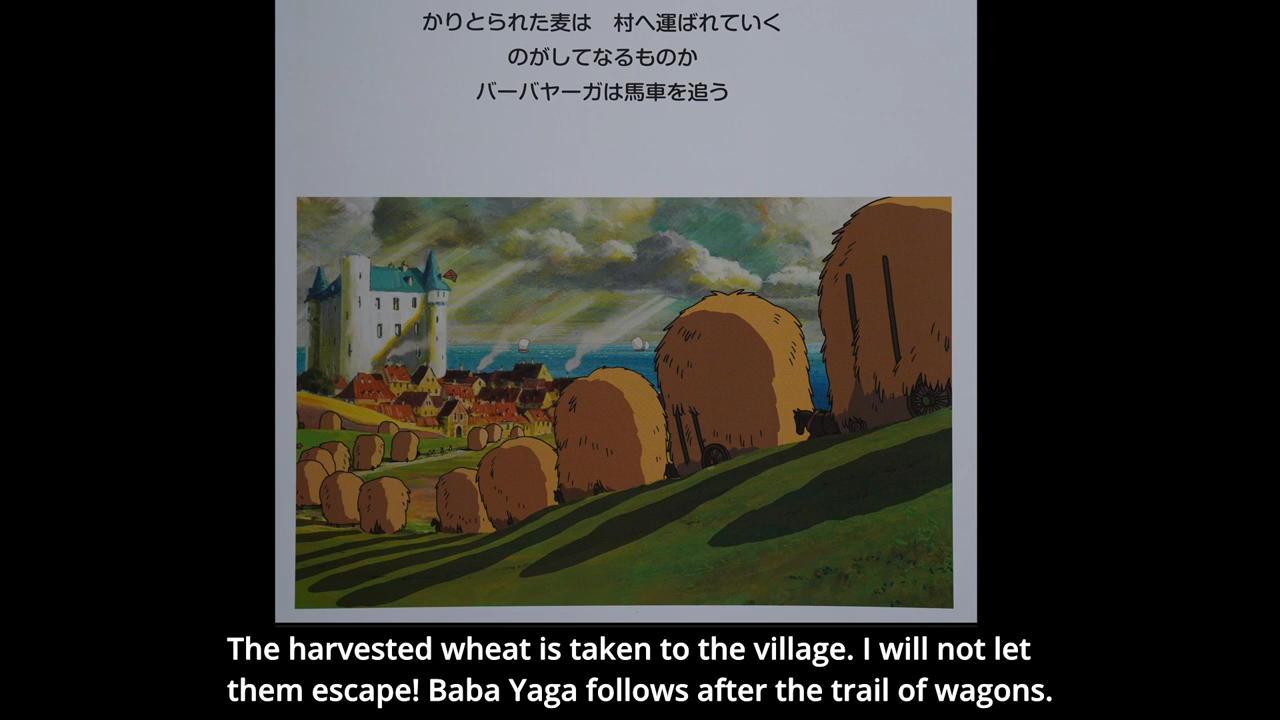 かりとられた麦は　村へ運ばれていく
のがしてなるものか
バーバヤーガは馬車を追う
The harvested wheat is taken to the village. I will not let
them escape! Baba Yaga follows after the trail of wagons.